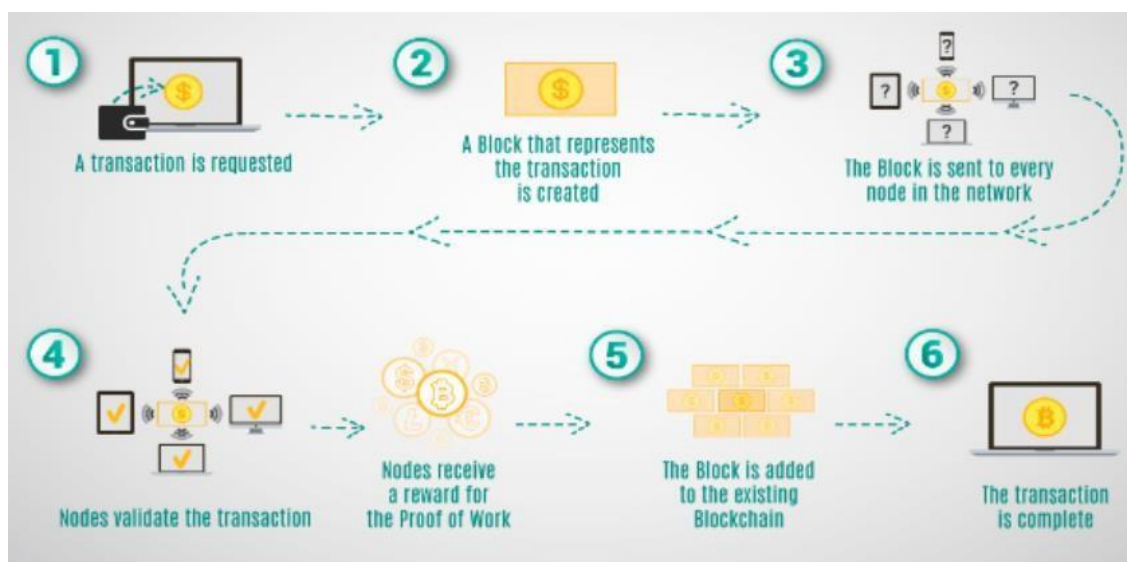 1
A transaction is requested
2
A Block that represents
the transaction
is created
3
?
?
?
?
The Block is sent to every
node in the network
4
Nodes validate the transaction
Nodes receive
a reward for
the Proof of Work
5
The Block is added
to the existing
Blockchain
6
The transaction
is complete